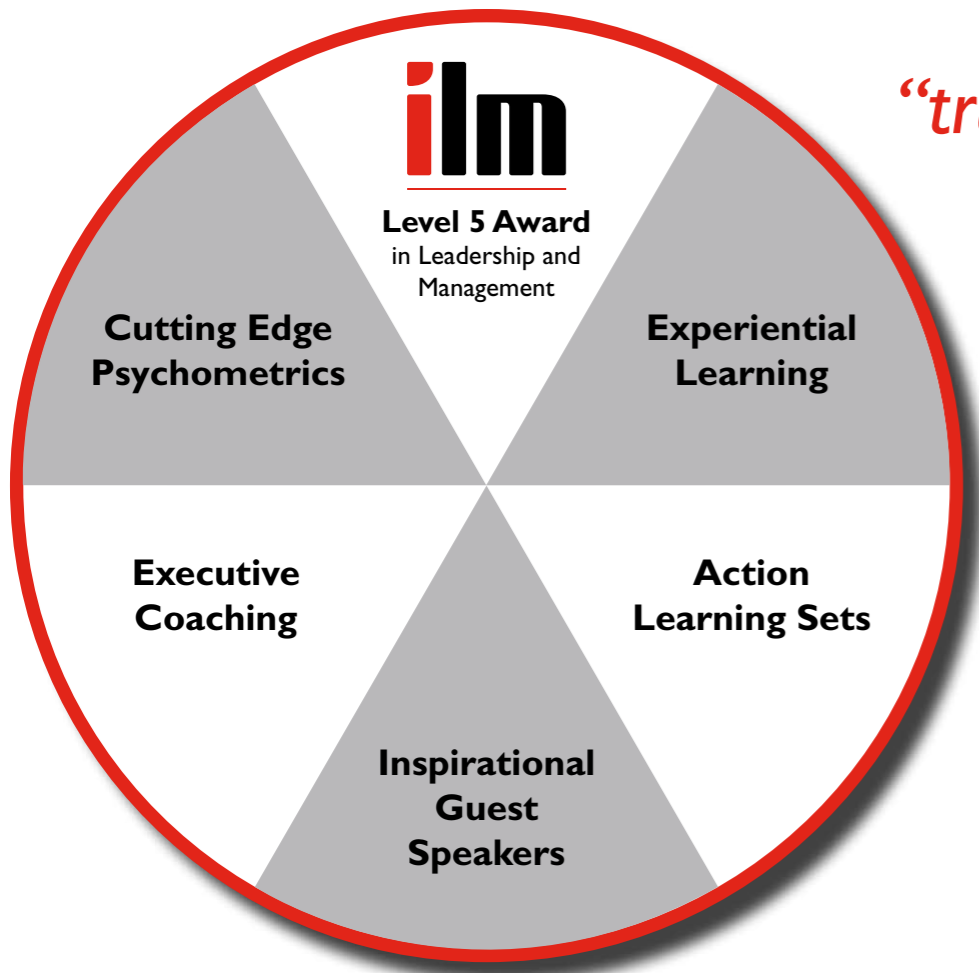 ilm
Level 5 Award
in Leadership and
Management
Experiential
Learning
Action
Learning Sets
Inspirational
Guest
Speakers
Executive
Coaching
Cutting Edge
Psychometrics